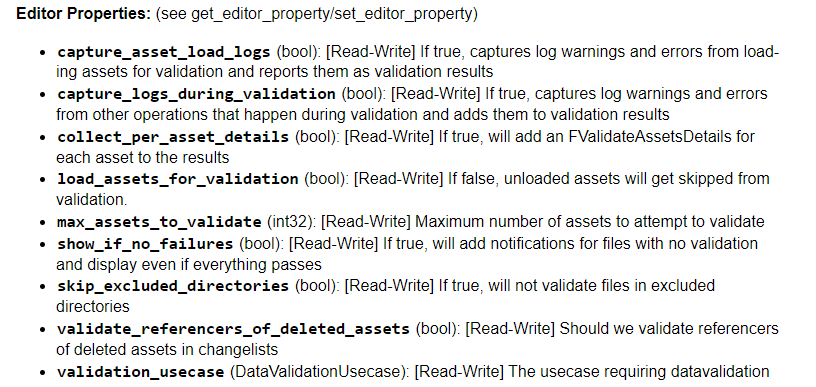 Editor Properties: (see get_editor_property/set_editor_property)
• capture_asset_load_logs (bool): [Read-Write] If true, captures log warnings and errors from load-
ing assets for validation and reports them as validation results
• capture_logs_during_validation (bool): [Read-Write] If true, captures log warnings and errors
from other operations that happen during validation and adds them to validation results
• collect_per_asset_details (bool): [Read-Write] If true, will add an FValidateAssetsDetails for
each asset to the results
• load_assets_for_validation (bool): [Read-Write] If false, unloaded assets will get skipped from
validation.
• max_assets_to_validate (int32): [Read-Write] Maximum number of assets to attempt to validate
• show_if_no_failures (bool): [Read-Write] If true, will add notifications for files with no validation
and display even if everything passes
• skip_excluded_directories (bool): [Read-Write] If true, will not validate files in excluded
directories
• validate_referencers_of_deleted_assets (bool): [Read-Write] Should we validate referencers
of deleted assets in changelists
• validation_usecase (DataValidationUsecase): [Read-Write] The usecase requiring datavalidation